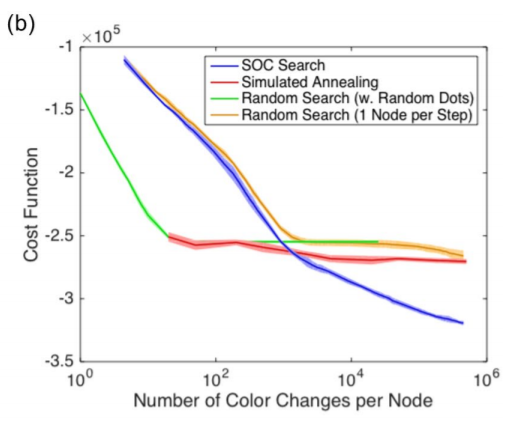 (b)
×10^5
-1
-1.5
-2
-2.5
-3
-3.5
Cost Function
SOC Search
Simulated Annealing
Random Search (w. Random Dots)
Random Search (1 Node per Step)
10^0 10^2 10^4 10^6
Number of Color Changes per Node